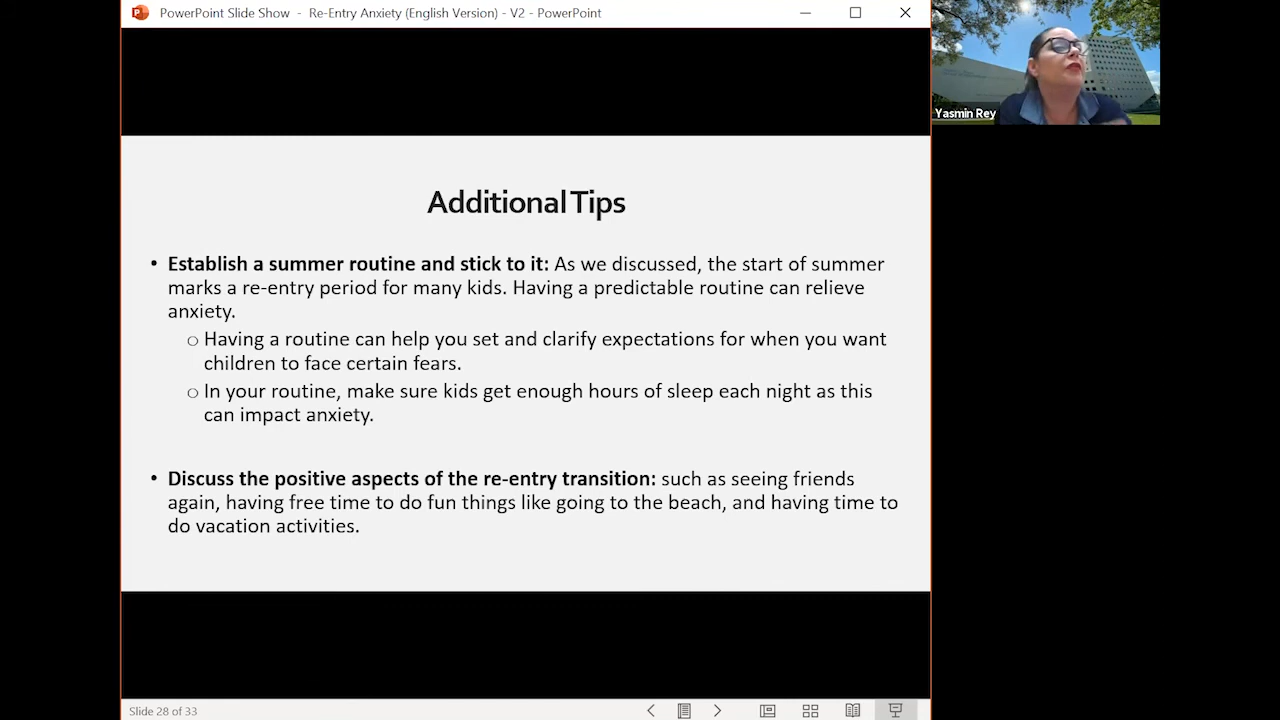 PowerPoint Slide Show - Re-Entry Anxiety (English Version) - V2 - PowerPoint
Yasmin Rey
Additional Tips
• Establish a summer routine and stick to it: As we discussed, the start of summer
marks a re-entry period for many kids. Having a predictable routine can relieve
anxiety.
o Having a routine can help you set and clarify expectations for when you want
children to face certain fears.
o In your routine, make sure kids get enough hours of sleep each night as this
can impact anxiety.
• Discuss the positive aspects of the re-entry transition: such as seeing friends
again, having free time to do fun things like going to the beach, and having time to
do vacation activities.
Slide 28 of 33